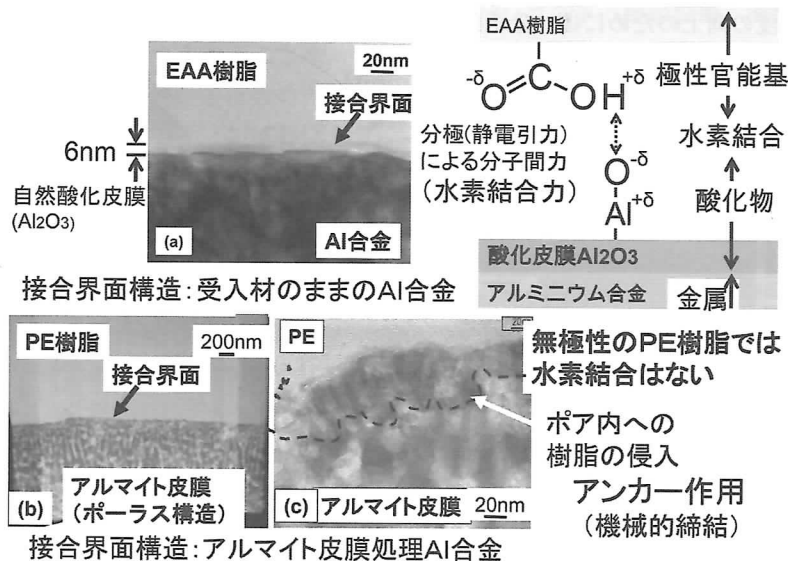 EAA樹脂
20nm
接合界面
6nm
自然酸化皮膜
(Al2O3)
(a)
Al合金
EAA樹脂
-δ
O
C
O
H
+δ
分極(静電引力)
による分子間力
(水素結合力)
O
-δ
Al
+δ
酸化皮膜Al2O3
アルミニウム合金
極性官能基
水素結合
酸化物
金属
接合界面構造:受入材のままのAl合金
PE樹脂
200nm
接合界面
アルマイト皮膜
(ポーラス構造)
(b)
PE
(c)
アルマイト皮膜
20nm
無極性のPE樹脂では
水素結合はない
ポア内への
樹脂の侵入
アンカー作用
(機械的締結)
接合界面構造:アルマイト皮膜処理Al合金